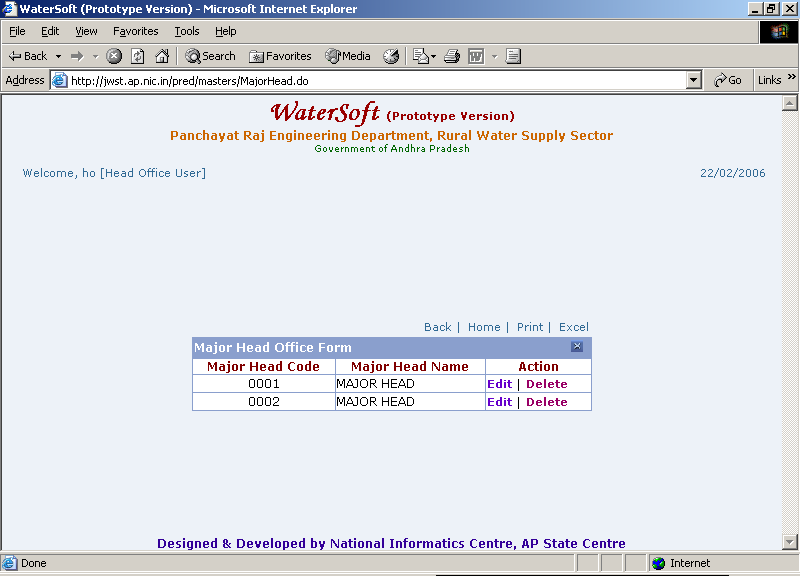 WaterSoft (Prototype Version) - Microsoft Internet Explorer
File Edit View Favorites Tools Help
Back Search Favorites Media
Address http://jwst.ap.nic.in/pred/masters/MajorHead.do Go Links »
WaterSoft (Prototype Version)
Panchayat Raj Engineering Department, Rural Water Supply Sector
Government of Andhra Pradesh
Welcome, ho [Head Office User] 22/02/2006
Back | Home | Print | Excel
Major Head Office Form
Major Head Code Major Head Name Action
0001 MAJOR HEAD Edit | Delete
0002 MAJOR HEAD Edit | Delete
Designed & Developed by National Informatics Centre, AP State Centre
Done Internet